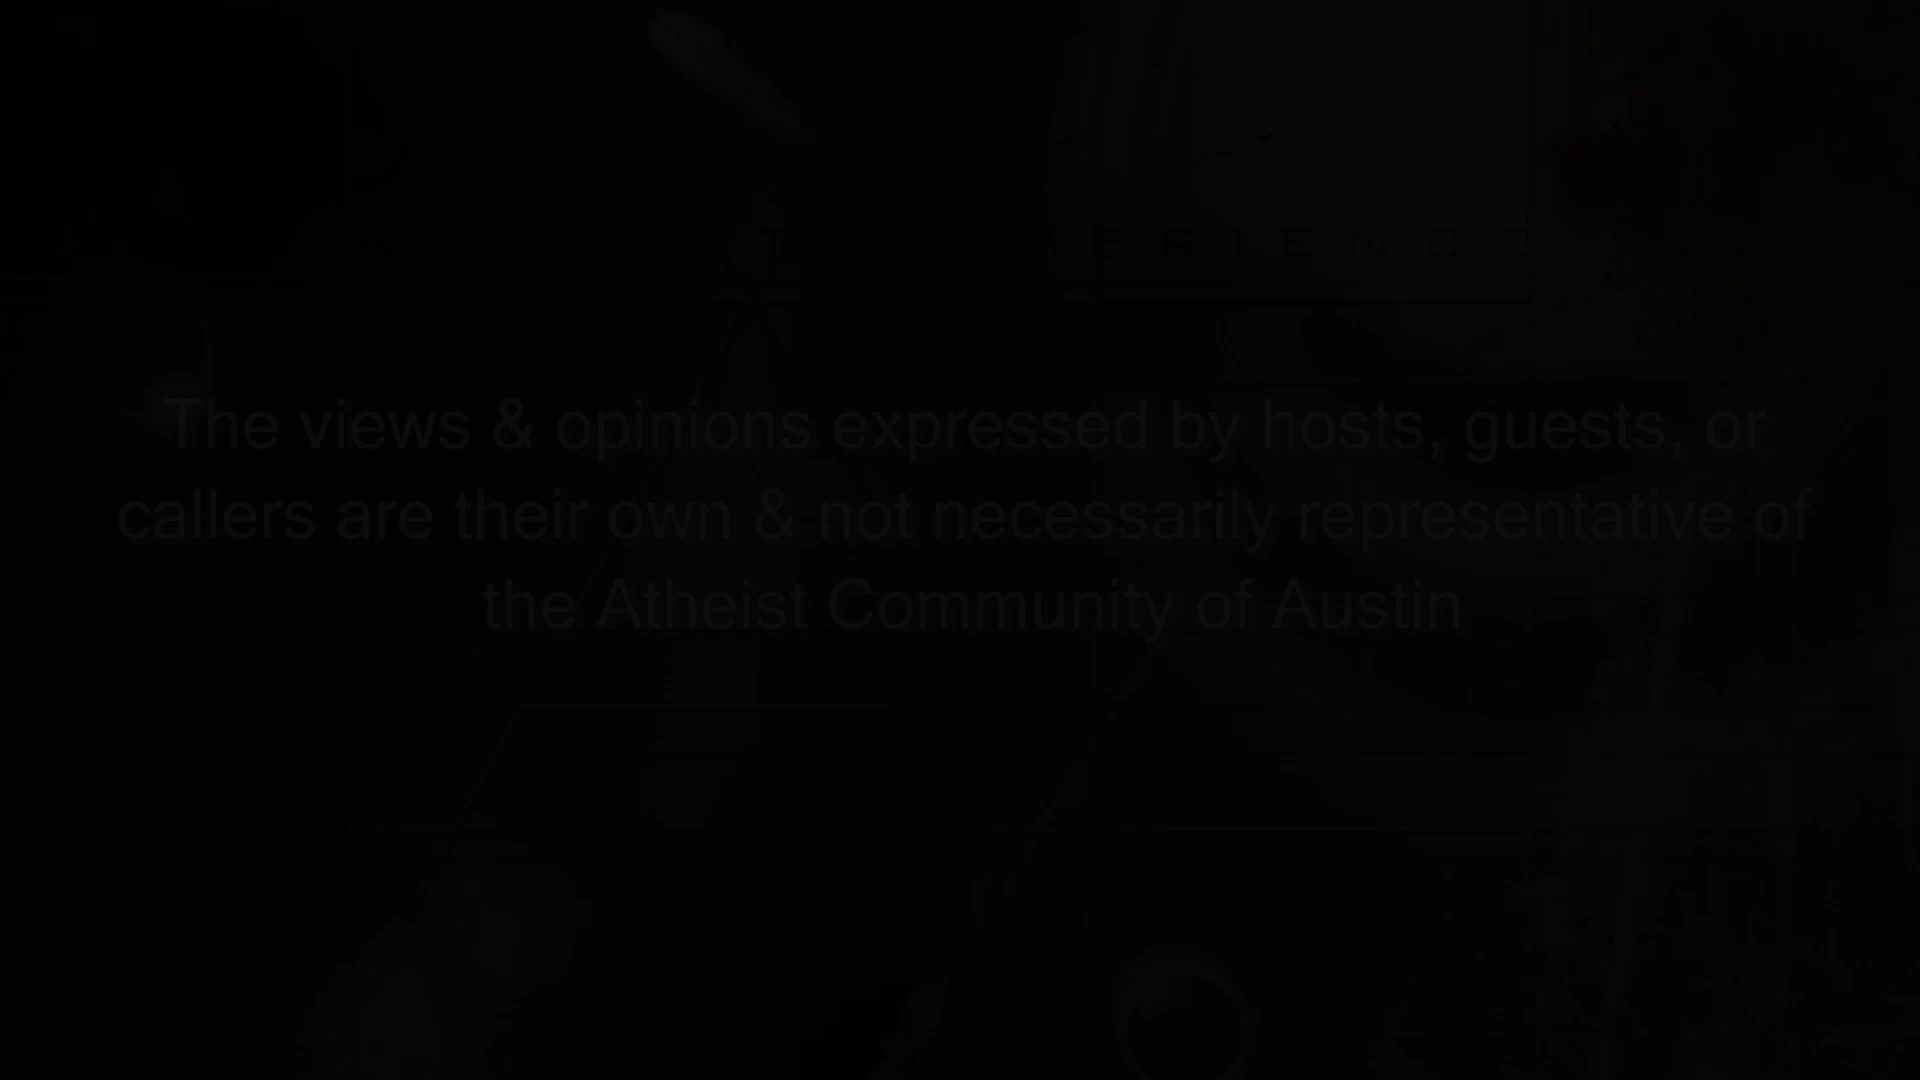 ATHEIST EXPERIENCE
The views & opinions expressed by hosts, guests, or
callers are their own & not necessarily representative of
the Atheist Community of Austin